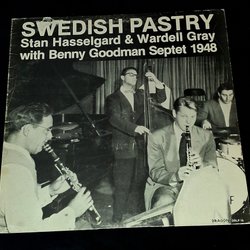 SWEDISH PASTRY
Stan Hasselgard & Wardell Gray
with Benny Goodman Septet 1948